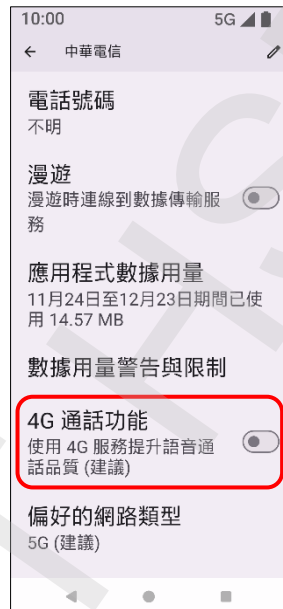 10:00 5G
中華電信
電話號碼
不明
漫遊
漫遊時連線到數據傳輸服
務
應用程式數據用量
11月24日至12月23日期間已使
用 14.57 MB
數據用量警告與限制
4G 通話功能
使用 4G 服務提升語音通
話品質 (建議)
偏好的網路類型
5G (建議)